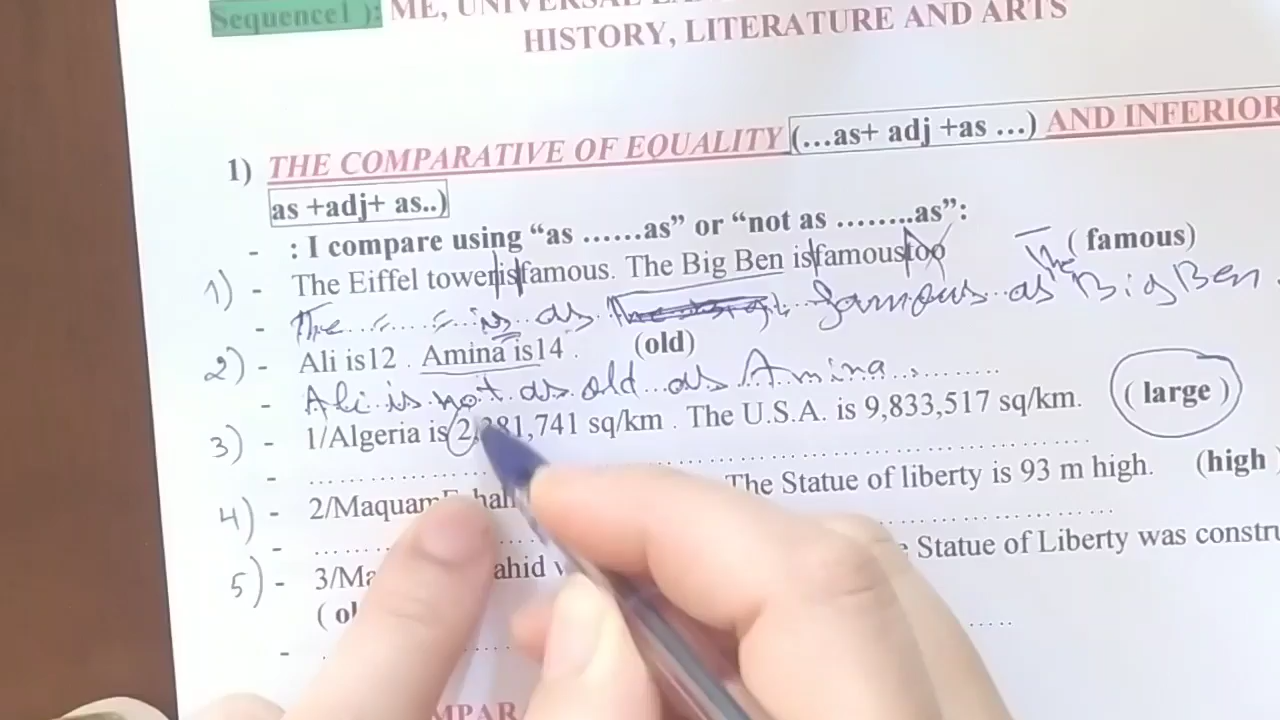 Sequence1 ): ME, UNIVERSAL
HISTORY, LITERATURE AND ARTS
1) THE COMPARATIVE OF EQUALITY (…as+ adj +as …) AND INFERIOR
as +adj+ as..)
- : I compare using “as ……as” or “not as ……..as”:
1) - The Eiffel tower is famous. The Big Ben is famous too ( famous)
- The is as famous as The Big Ben.
2) - Ali is12 . Amina is14 . (old)
- Ali is not as old as Amina
3) - 1/Algeria is 2,381,741 sq/km . The U.S.A. is 9,833,517 sq/km. ( large )
4) - 2/Maquam The Statue of liberty is 93 m high. (high
5) - 3/Ma ahid Statue of Liberty was constru
( ol
MPAR